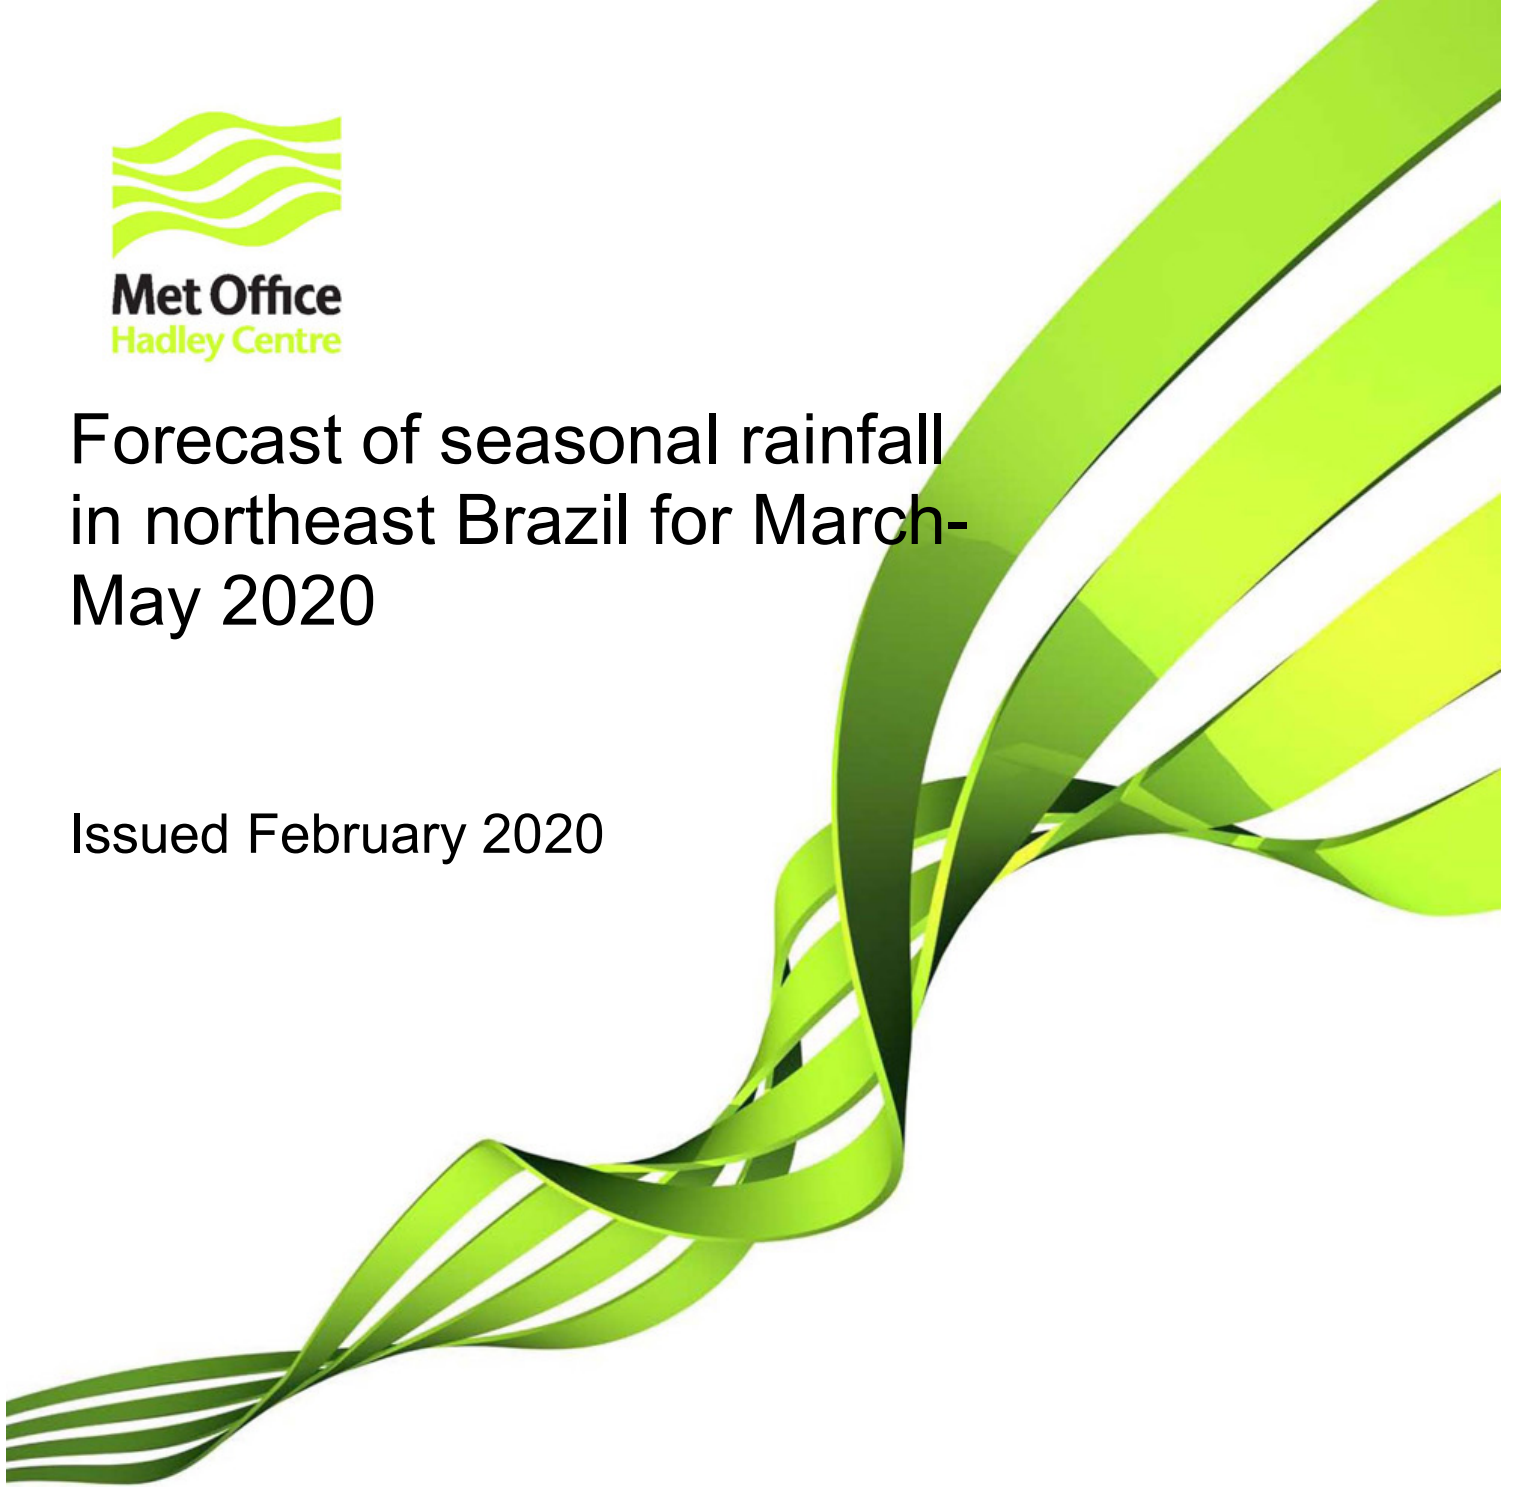 Met Office
Hadley Centre
Forecast of seasonal rainfall
in northeast Brazil for March-
May 2020
Issued February 2020